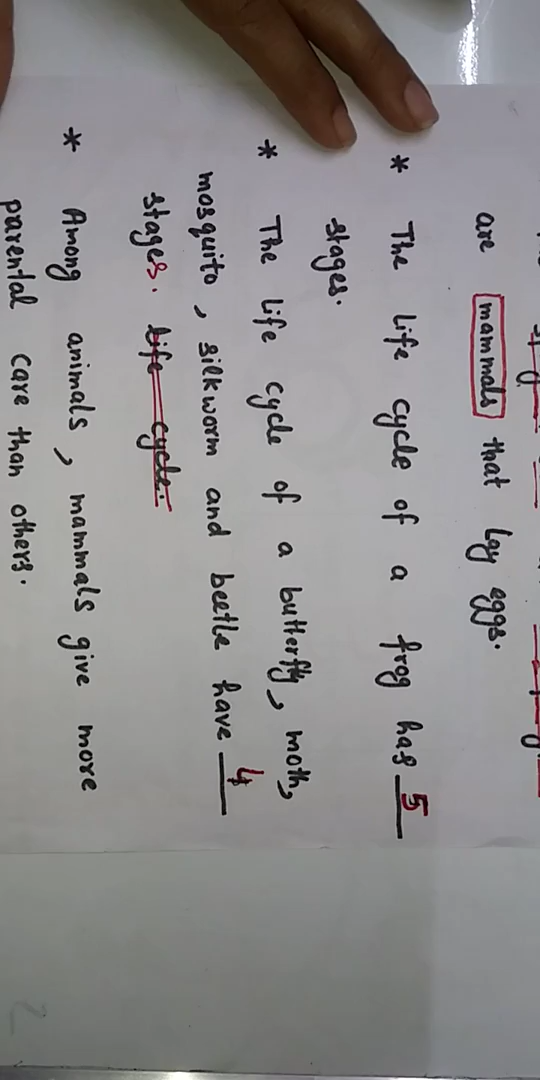 are mammals that lay eggs.
* The life cycle of a frog has 5
stages.
* The life cycle of a butterfly, moth,
mosquito, silkworm and beetle have 4
stages. life cycle.
* Among animals, mammals give more
parental care than others.